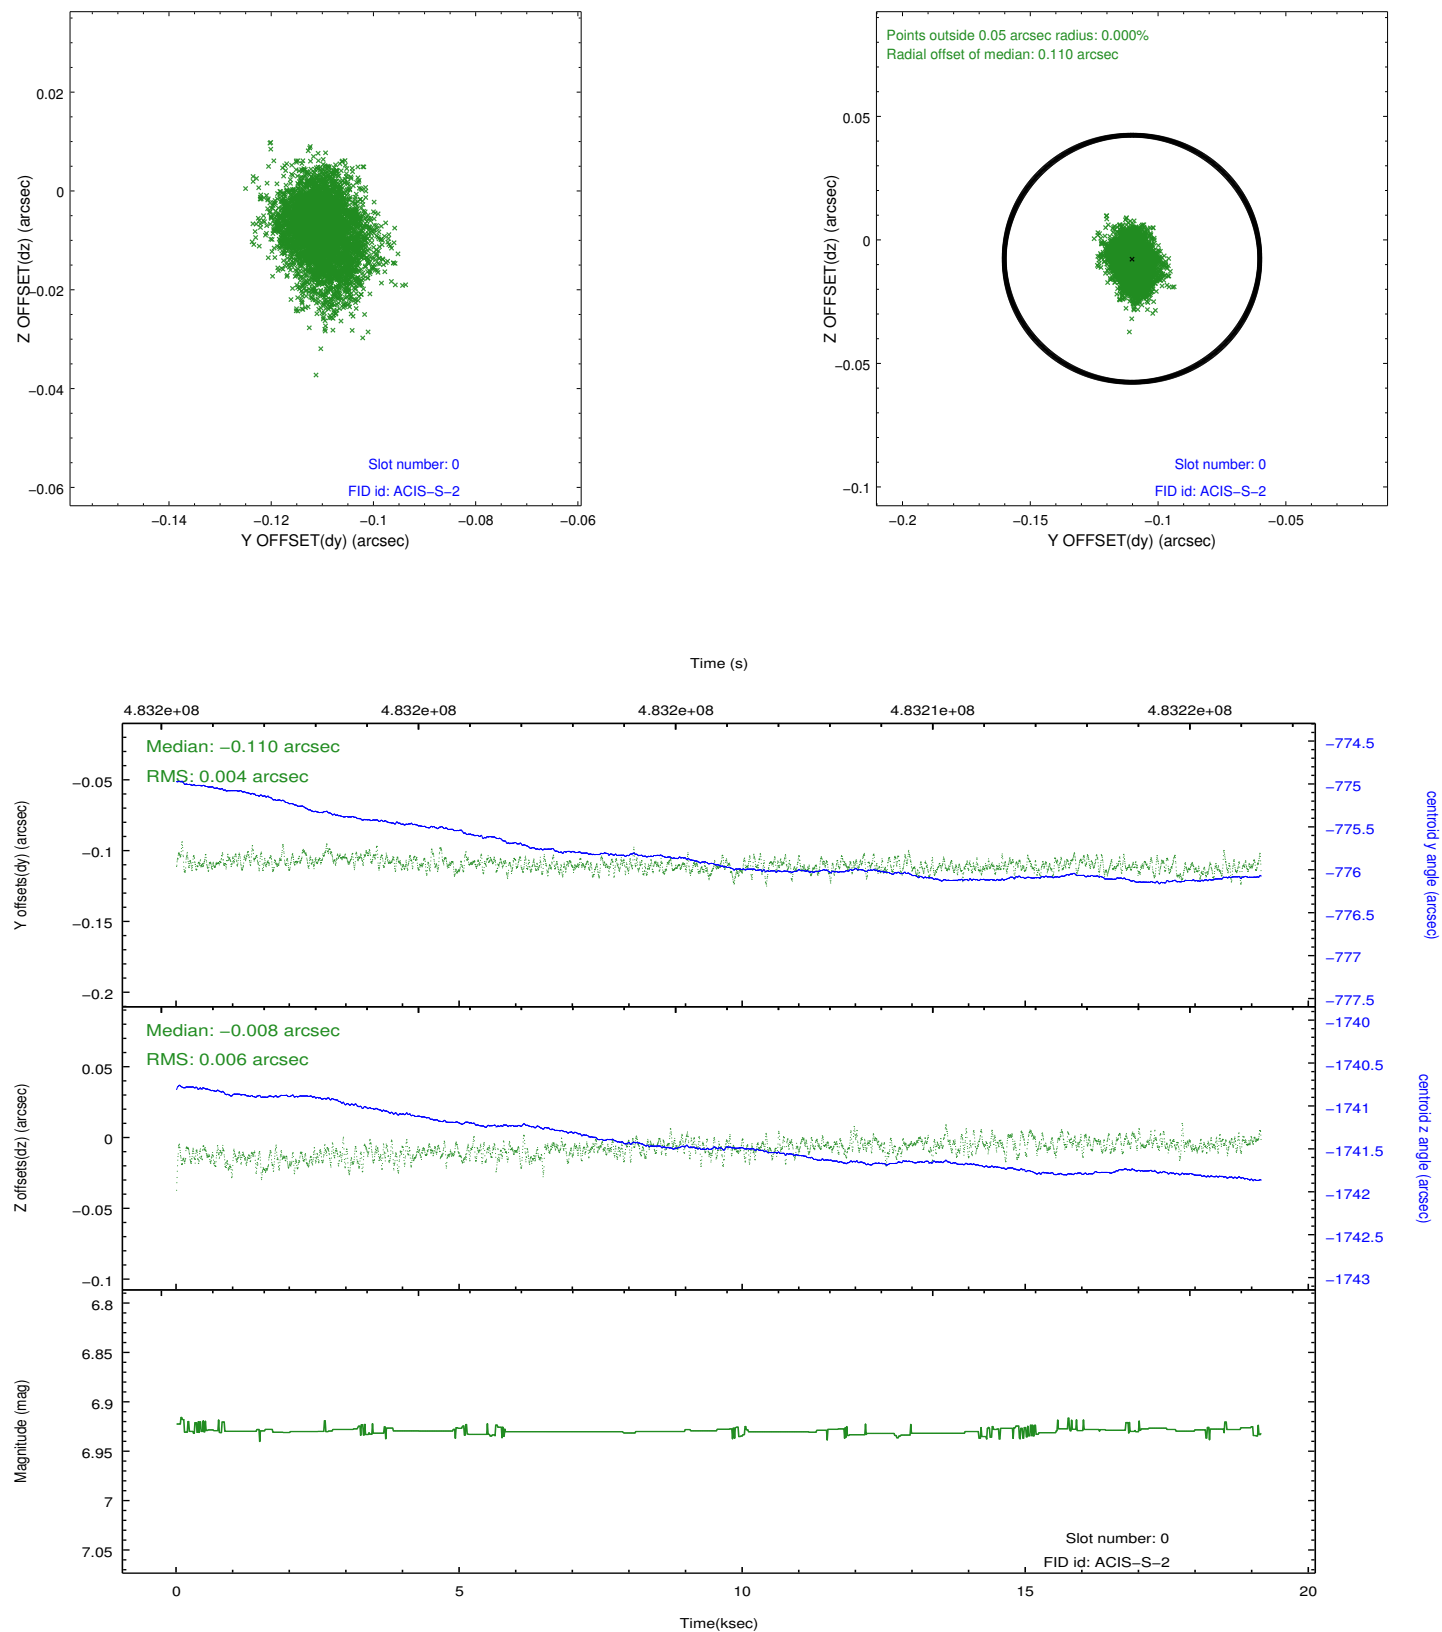 0.02
0
−0.02
−0.04
−0.06
Z OFFSET(dz) (arcsec)
Slot number: 0
FID id: ACIS−S−2
−0.14
−0.12
−0.1
−0.08
−0.06
Y OFFSET(dy) (arcsec)
Points outside 0.05 arcsec radius: 0.000%
Radial offset of median: 0.110 arcsec
0.05
0
−0.05
−0.1
Z OFFSET(dz) (arcsec)
Slot number: 0
FID id: ACIS−S−2
−0.2
−0.15
−0.1
−0.05
Y OFFSET(dy) (arcsec)
Time (s)
4.832e+08
4.832e+08
4.832e+08
4.8321e+08
4.8322e+08
Median: −0.110 arcsec
RMS: 0.004 arcsec
−0.05
−0.1
−0.15
−0.2
Y offsets(dy) (arcsec)
−774.5
−775
−775.5
−776
−776.5
−777
−777.5
centroid y angle (arcsec)
Median: −0.008 arcsec
RMS: 0.006 arcsec
0.05
0
−0.05
−0.1
Z offsets(dz) (arcsec)
−1740
−1740.5
−1741
−1741.5
−1742
−1742.5
−1743
centroid z angle (arcsec)
6.8
6.85
6.9
6.95
7
7.05
Magnitude (mag)
Slot number: 0
FID id: ACIS−S−2
0
5
10
15
20
Time(ksec)